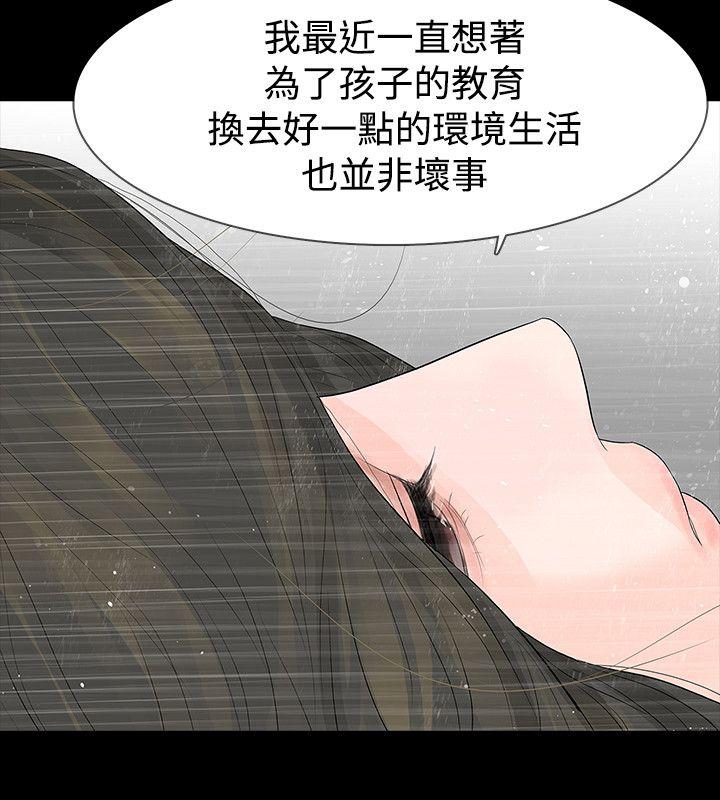 我最近一直想著
為了孩子的教育
換去好一點的環境生活
也並非壞事